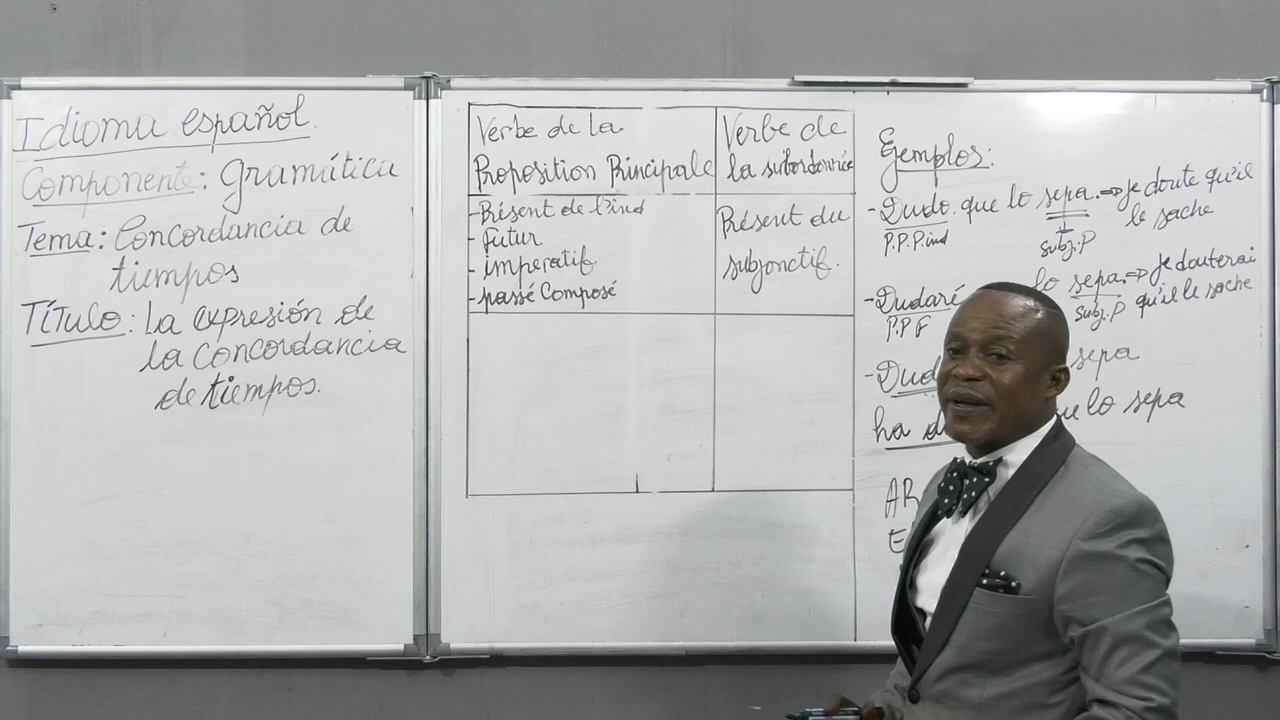 Idioma español.
Componente: Gramática
Tema: Concordancia de
tiempos
Título: La expresión de
la concordancia
de tiempos.
Verbe de la
Proposition Principale
Verbe de
la subordonnée
-Présent de l'ind
- futur
- imperatif.
- passé Composé
Présent du
subjonctif.
Ejemplos:
-Dudo que lo sepa. => je doute qu'il
le sache
P.P.P.ind
subj.P
-Dudaré lo sepa. => je douterai
qu'il le sache
P.P F
subj.P
-Dud sepa
ha d ue lo sepa
AR
E